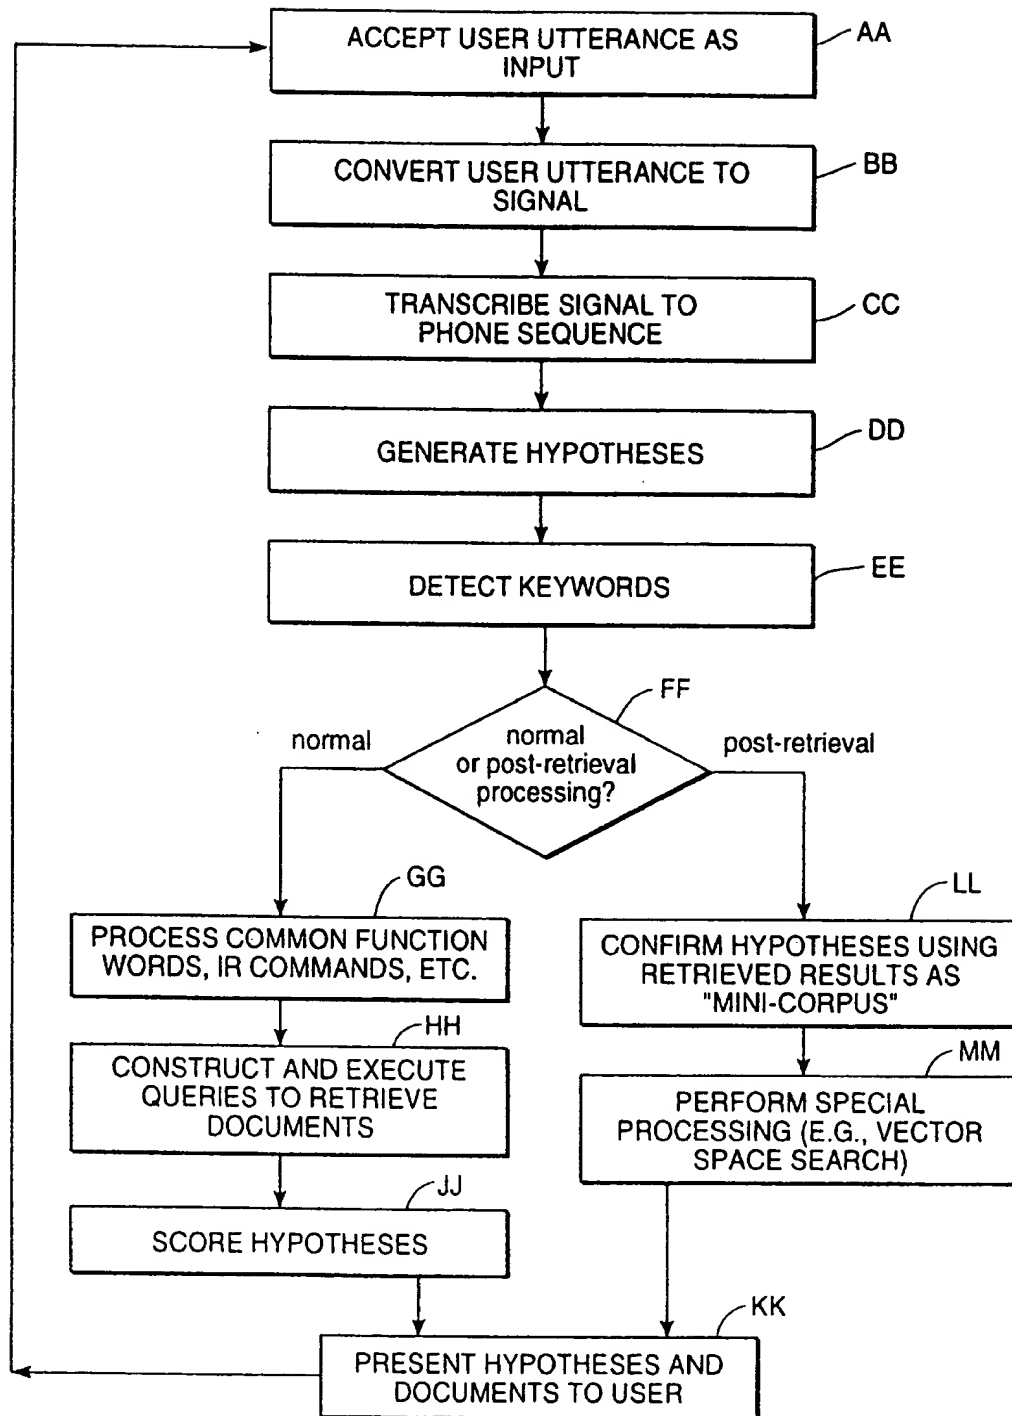 ACCEPT USER UTTERANCE AS
INPUT
AA
CONVERT USER UTTERANCE TO
SIGNAL
BB
TRANSCRIBE SIGNAL TO
PHONE SEQUENCE
CC
GENERATE HYPOTHESES
DD
DETECT KEYWORDS
EE
FF
normal
normal
or post-retrieval
processing?
post-retrieval
GG
PROCESS COMMON FUNCTION
WORDS, IR COMMANDS, ETC.
HH
CONSTRUCT AND EXECUTE
QUERIES TO RETRIEVE
DOCUMENTS
JJ
SCORE HYPOTHESES
LL
CONFIRM HYPOTHESES USING
RETRIEVED RESULTS AS
"MINI-CORPUS"
MM
PERFORM SPECIAL
PROCESSING (E.G., VECTOR
SPACE SEARCH)
KK
PRESENT HYPOTHESES AND
DOCUMENTS TO USER